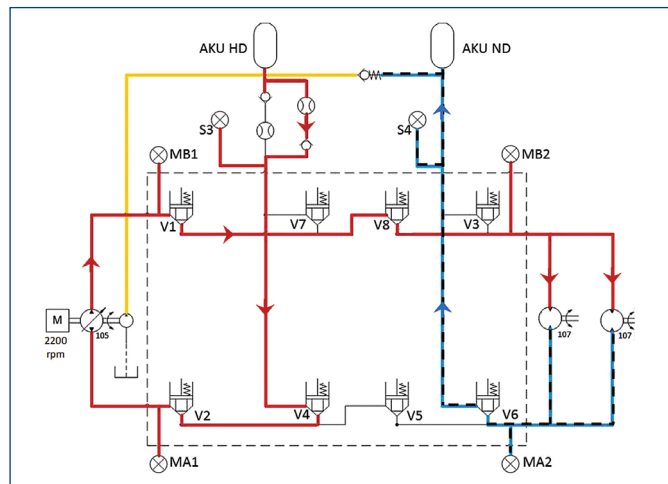 AKU HD
AKU ND
S3
S4
MB1
MB2
V1
V7
V8
V3
M
105
2200
rpm
107
107
V2
V4
V5
V6
MA1
MA2